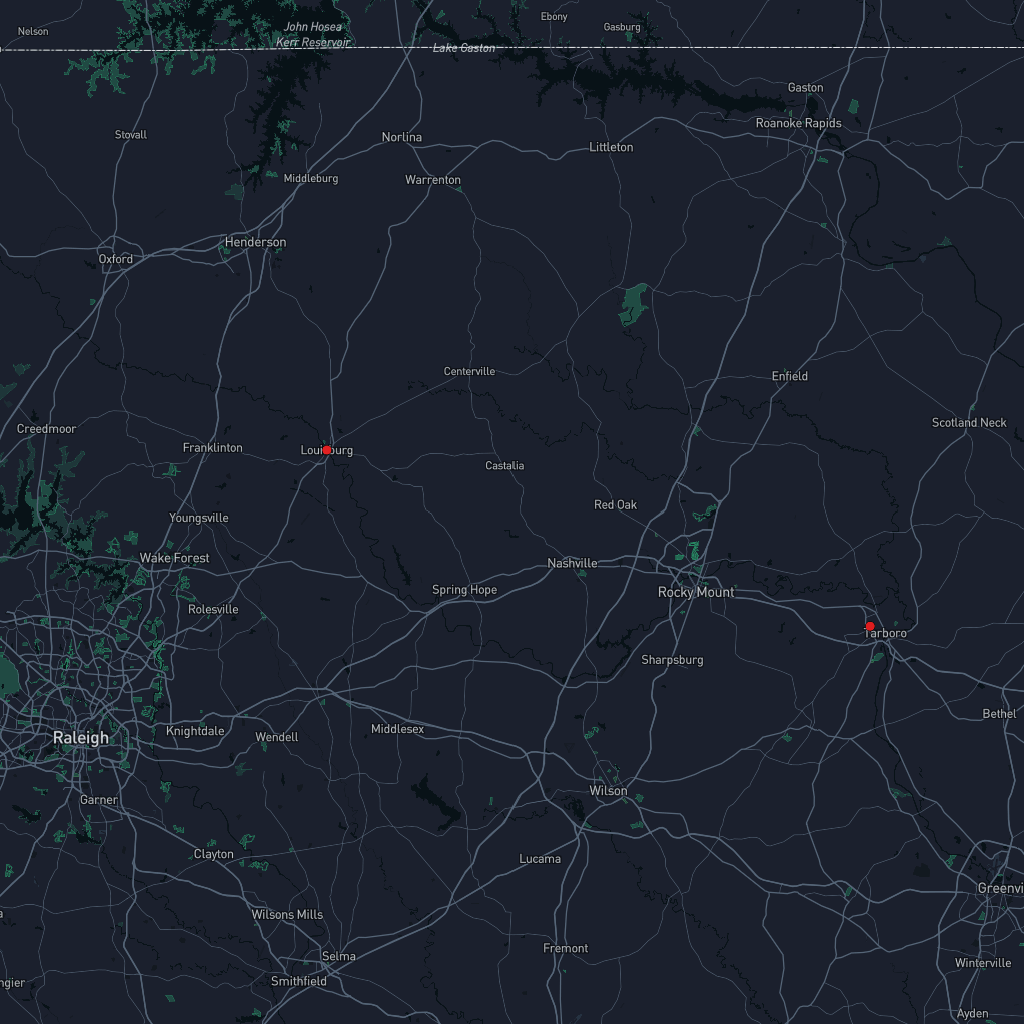 Nelson
John Hosea
Kerr Reservoir
Ebony
Gasburg
Lake Gaston
Gaston
Roanoke Rapids
Stovall
Norlina
Littleton
Middleburg
Warrenton
Henderson
Oxford
Centerville
Enfield
Creedmoor
Scotland Neck
Franklinton
Louisburg
Castalia
Red Oak
Youngsville
Wake Forest
Nashville
Spring Hope
Rocky Mount
Rolesville
Tarboro
Sharpsburg
Bethel
Knightdale
Wendell
Middlesex
Raleigh
Wilson
Garner
Clayton
Lucama
Greenvi
Wilsons Mills
a
Fremont
Selma
Winterville
ngier
Smithfield
Ayden